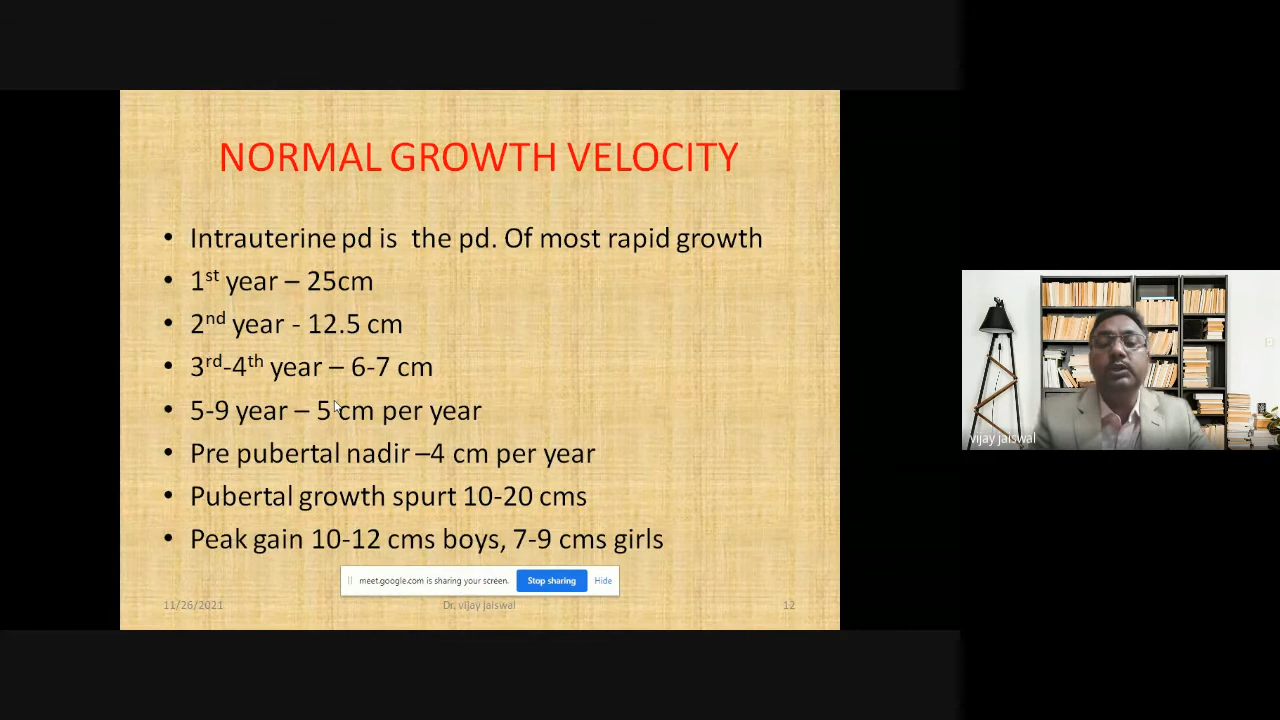 NORMAL GROWTH VELOCITY
• Intrauterine pd is the pd. Of most rapid growth
• 1st year – 25cm
• 2nd year - 12.5 cm
• 3rd-4th year – 6-7 cm
• 5-9 year – 5 cm per year
• Pre pubertal nadir –4 cm per year
• Pubertal growth spurt 10-20 cms
• Peak gain 10-12 cms boys, 7-9 cms girls
meet.google.com is sharing your screen. Stop sharing Hide
11/26/2021 Dr, vijay jaiswal 12
vijay jaiswal